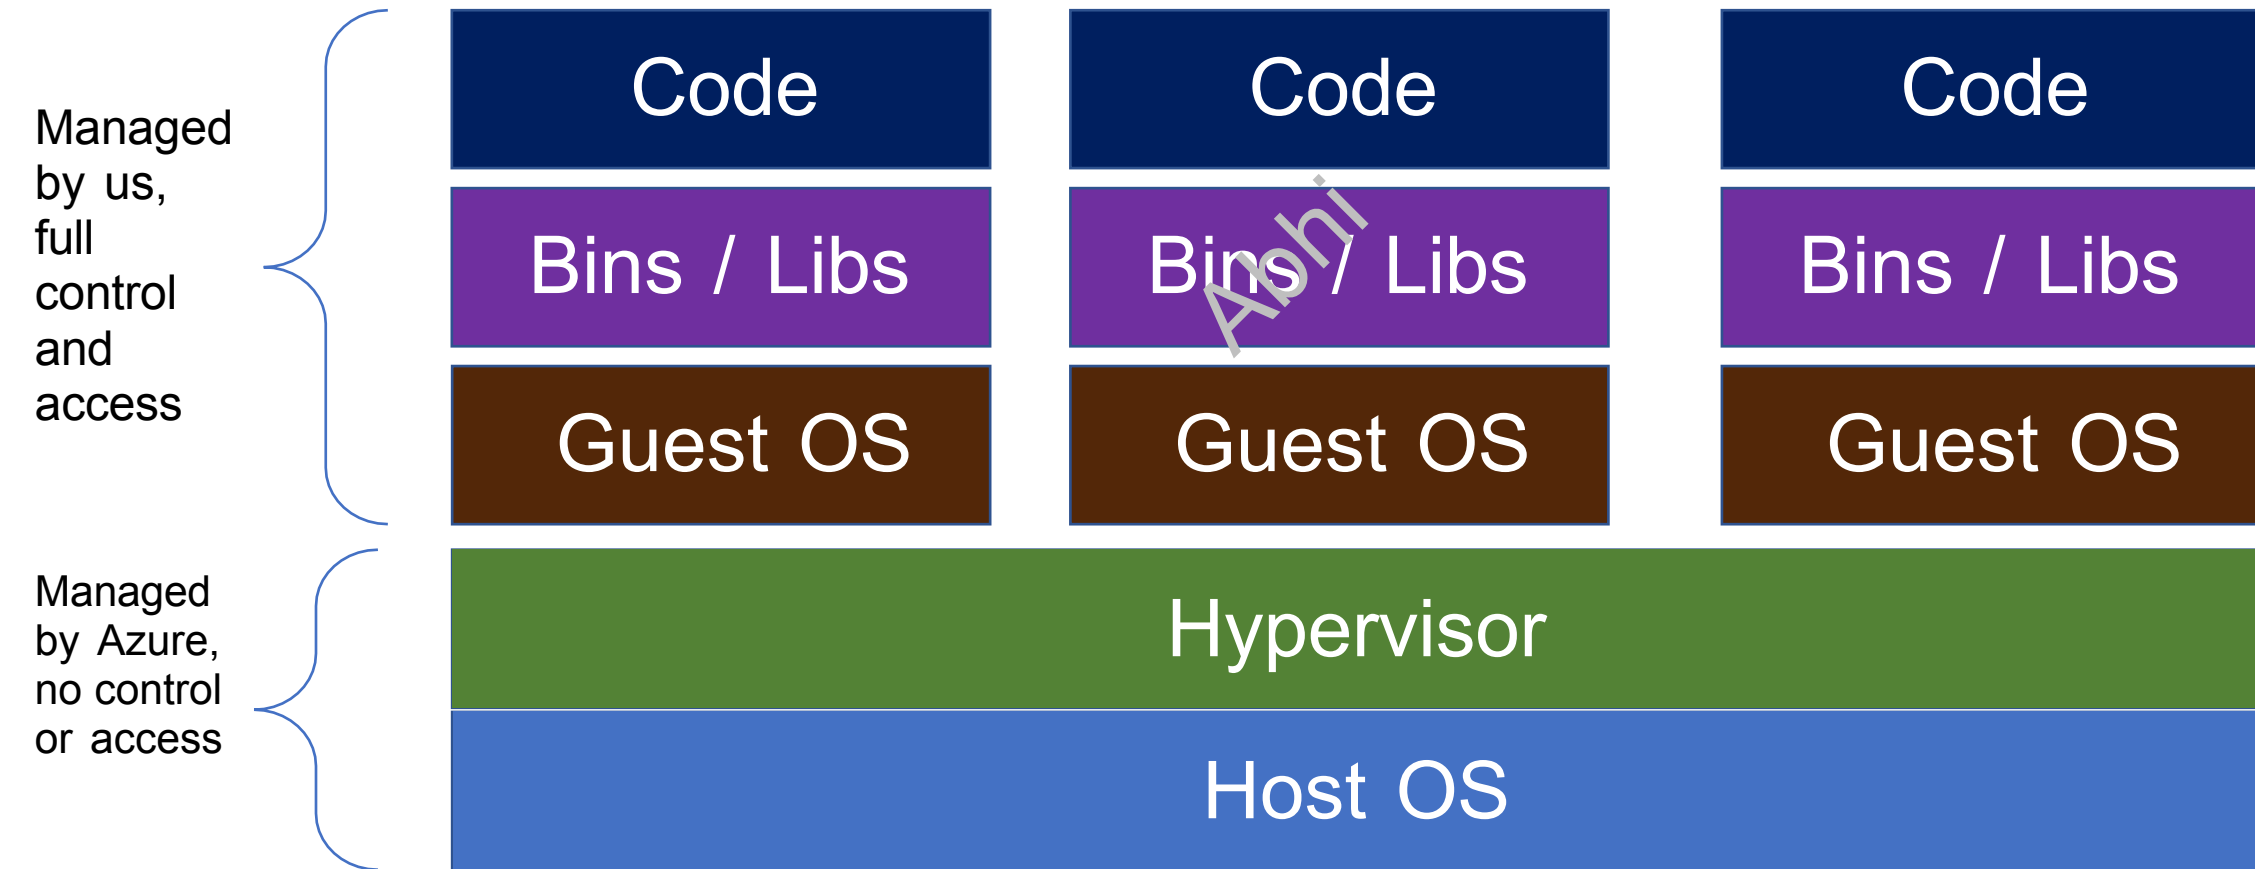 Code Code Code
Managed
by us,
full
control
and
access
Bins / Libs Bins / Libs Bins / Libs
Abhi
Guest OS Guest OS Guest OS
Managed
by Azure,
no control
or access
Hypervisor
Host OS